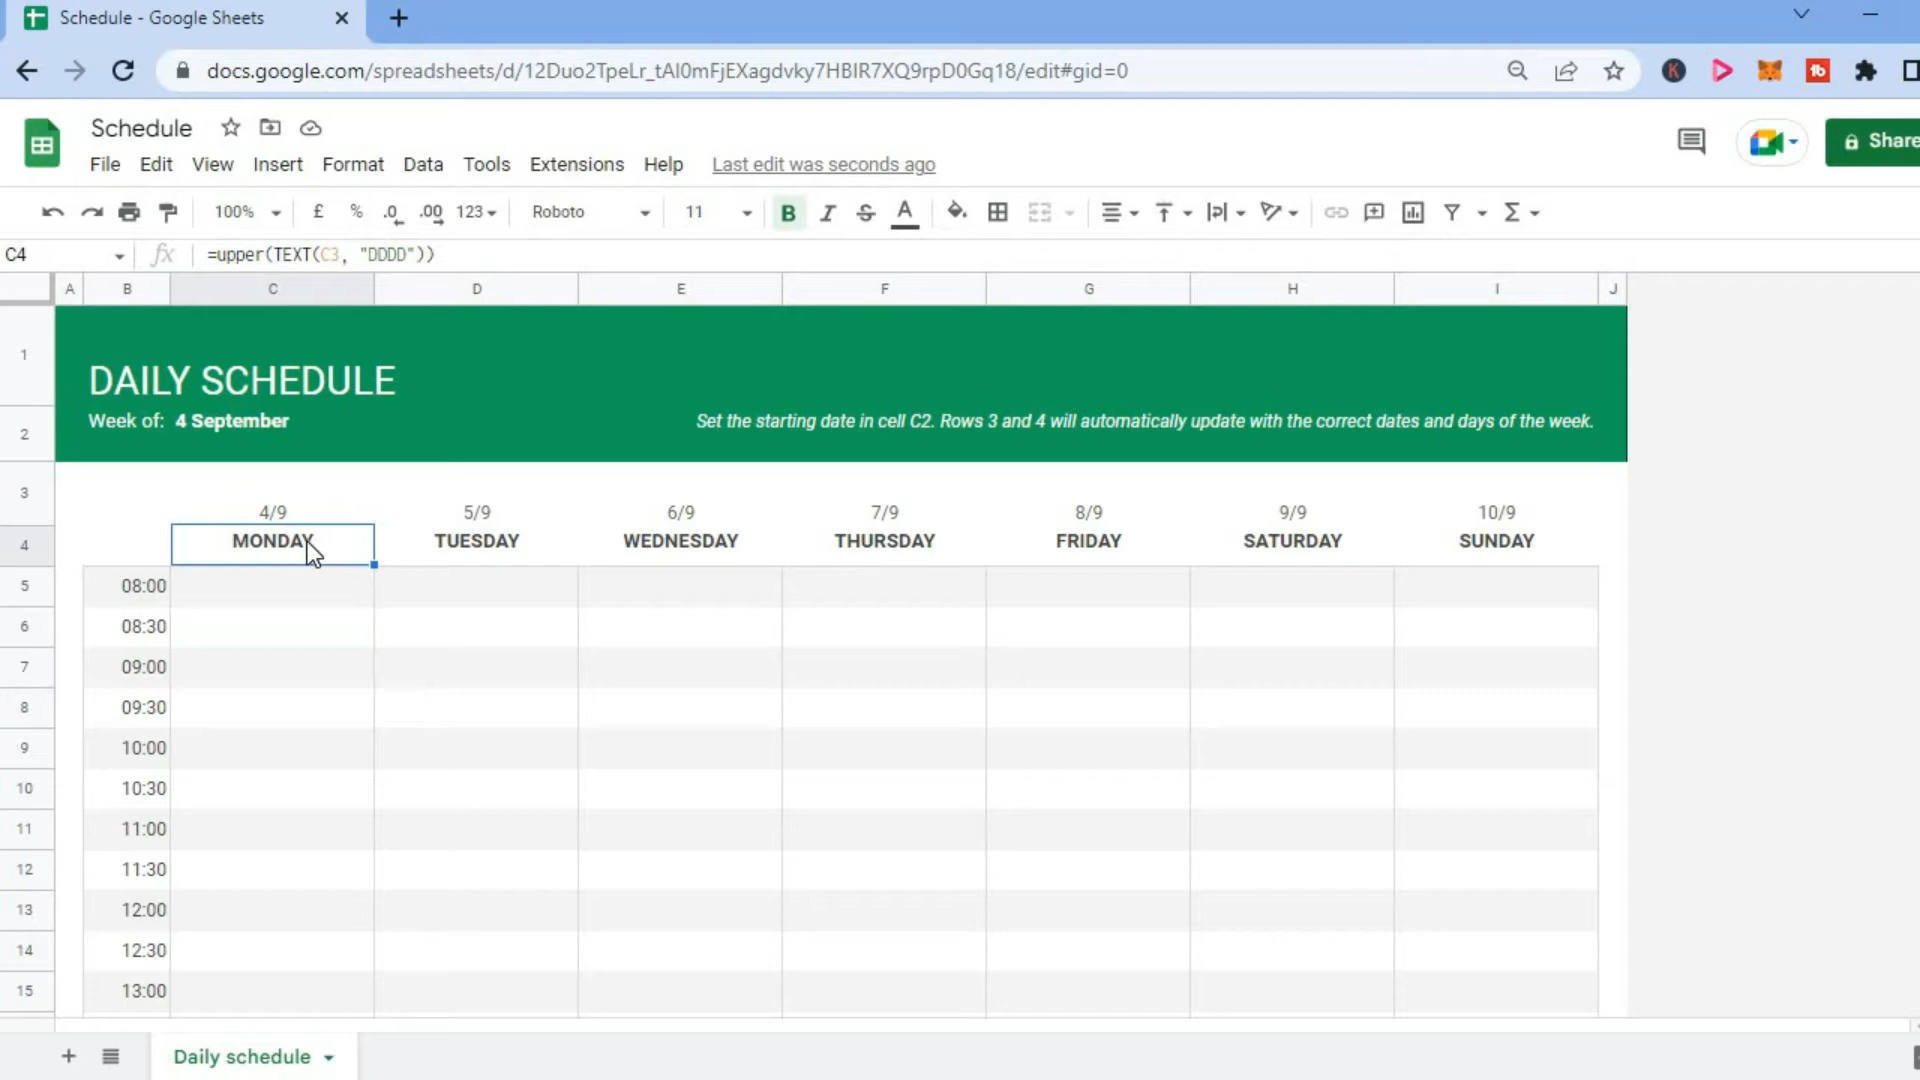 Schedule - Google Sheets
docs.google.com/spreadsheets/d/12Duo2TpeLr_tAl0mFjEXagdvky7HBIR7XQ9rpD0Gq18/edit#gid=0
Schedule
File Edit View Insert Format Data Tools Extensions Help Last edit was seconds ago
Share
100% £ % .0 .00 123 Roboto 11 B I S A
C4 fx =upper(TEXT(C3, "DDDD"))
A B C D E F G H I J
1
DAILY SCHEDULE
2 Week of: 4 September Set the starting date in cell C2. Rows 3 and 4 will automatically update with the correct dates and days of the week.
3 4/9 5/9 6/9 7/9 8/9 9/9 10/9
4 MONDAY TUESDAY WEDNESDAY THURSDAY FRIDAY SATURDAY SUNDAY
5 08:00
6 08:30
7 09:00
8 09:30
9 10:00
10 10:30
11 11:00
12 11:30
13 12:00
14 12:30
15 13:00
Daily schedule